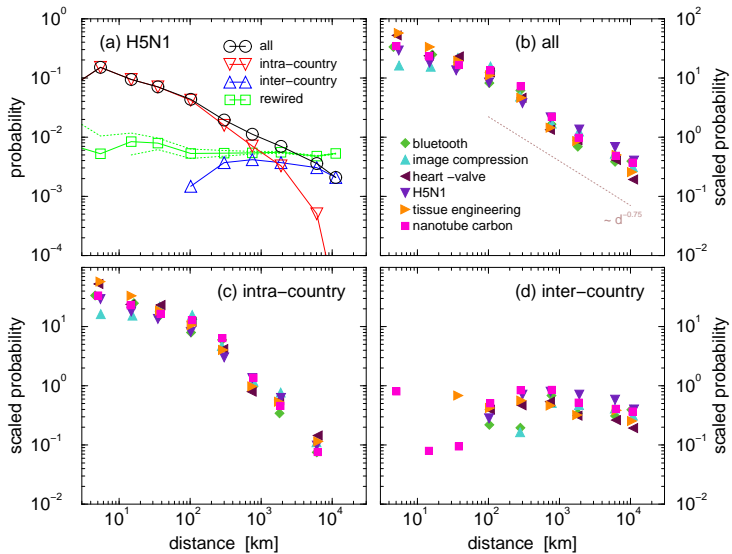 (a) H5N1
all
intra−country
inter−country
rewired
probability
10^0
10^−1
10^−2
10^−3
10^−4
(b) all
bluetooth
image compression
heart −valve
H5N1
tissue engineering
nanotube carbon
~ d^−0.75
scaled probability
10^2
10^1
10^0
10^−1
10^−2
(c) intra−country
scaled probability
10^1
10^0
10^−1
10^−2
10^1
10^2
10^3
10^4
distance [km]
(d) inter−country
scaled probability
10^1
10^0
10^−1
10^−2
10^1
10^2
10^3
10^4
distance [km]